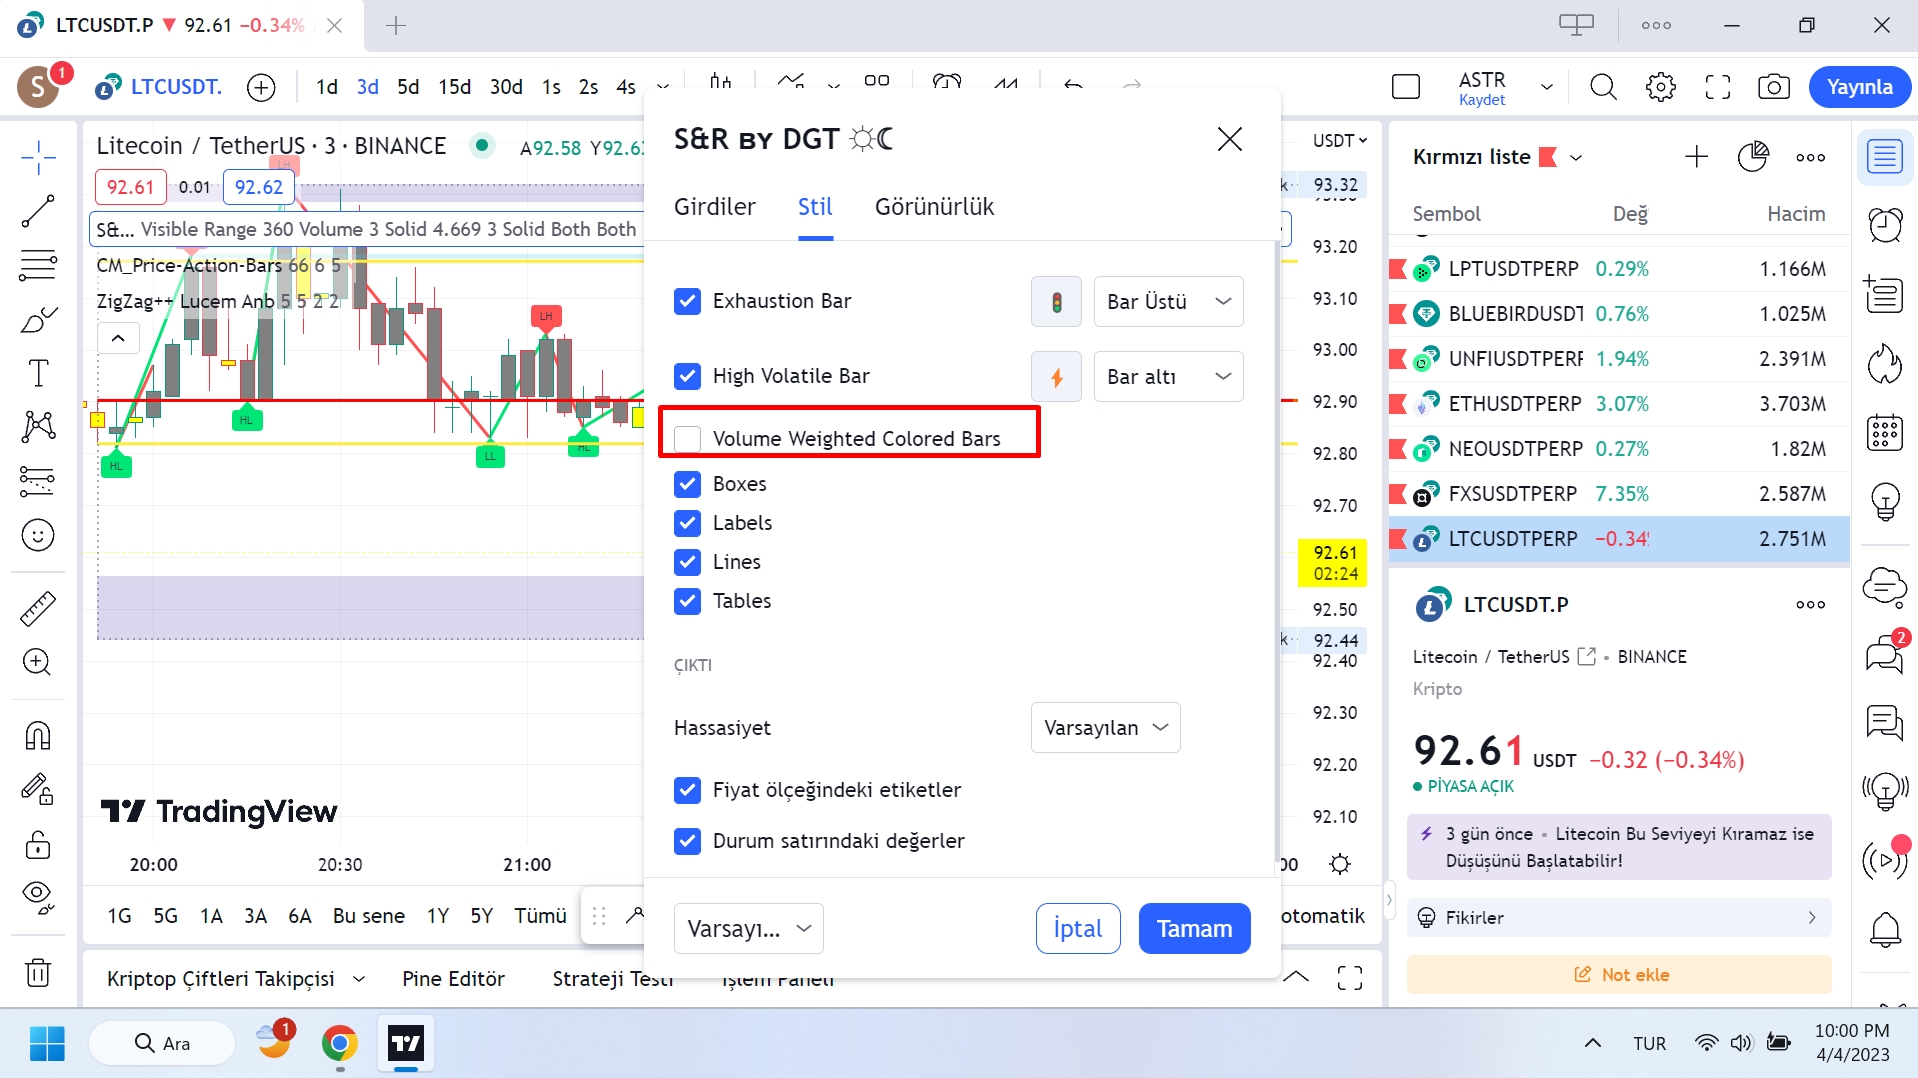 LTCUSDT.P ▼ 92.61 −0.34%
S 1 LTCUSDT. 1d 3d 5d 15d 30d 1s 2s 4s
ASTR
Kaydet
Yayınla
Litecoin / TetherUS · 3 · BINANCE A92.58
92.61 0.01 92.62
S&... Visible Range 360 Volume 3 Solid 4.669 3 Solid Both Both
CM_Price-Action-Bars 66 6 5
ZigZag++ Lucem Anb 5 5 2 2
LH
LH
HL
HL
LL
HL
TradingView
20:00 20:30 21:00
1G 5G 1A 3A 6A Bu sene 1Y 5Y Tümü
otomatik
Kriptop Çiftleri Takipçisi Pine Editör Strateji Testi İşlem Paneli
S&R BY DGT ☼☾
Girdiler Stil Görünürlük
Exhaustion Bar Bar Üstü
High Volatile Bar Bar altı
Volume Weighted Colored Bars
Boxes
Labels
Lines
Tables
ÇIKTI
Hassasiyet Varsayılan
Fiyat ölçeğindeki etiketler
Durum satırındaki değerler
Varsayı... İptal Tamam
USDT
93.32
93.20
93.10
93.00
92.90
92.80
92.70
92.61
02:24
92.50
92.44
92.40
92.30
92.20
92.10
Kırmızı liste
Sembol Değ Hacim
LPTUSDTPERP 0.29% 1.166M
BLUEBIRDUSDT 0.76% 1.025M
UNFIUSDTPERP 1.94% 2.391M
ETHUSDTPERP 3.07% 3.703M
NEOUSDTPERP 0.27% 1.82M
FXSUSDTPERP 7.35% 2.587M
LTCUSDTPERP −0.34 2.751M
LTCUSDT.P
Litecoin / TetherUS • BINANCE
Kripto
92.61 USDT −0.32 (−0.34%)
PİYASA AÇIK
3 gün önce • Litecoin Bu Seviyeyi Kıramaz ise
Düşüşünü Başlatabilir!
Fikirler
Not ekle
2
Ara 1
TUR
10:00 PM
4/4/2023